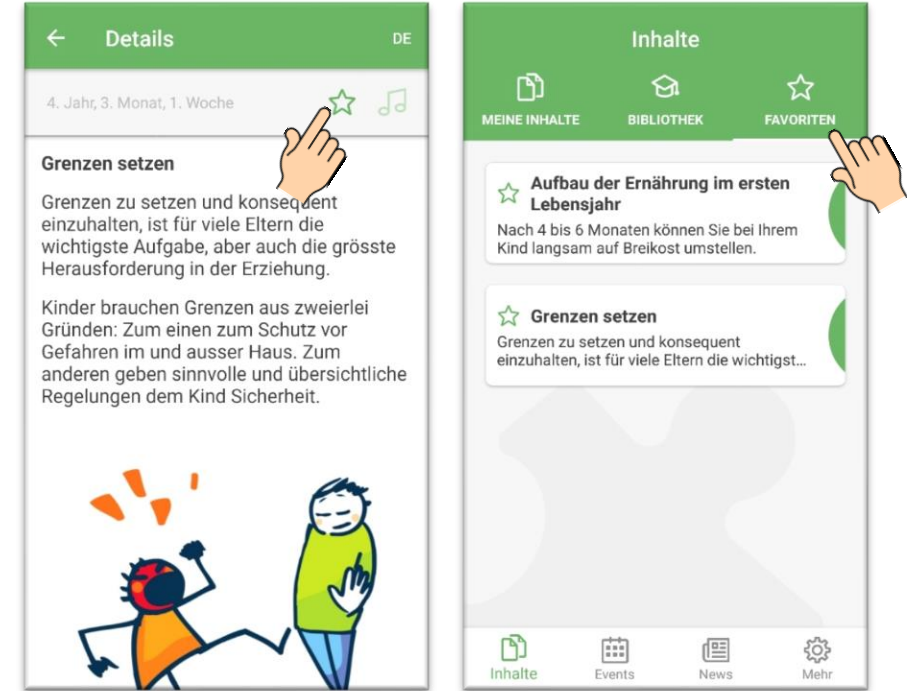 Details
DE
4. Jahr, 3. Monat, 1. Woche
Grenzen setzen
Grenzen zu setzen und konsequent
einzuhalten, ist für viele Eltern die
wichtigste Aufgabe, aber auch die grösste
Herausforderung in der Erziehung.
Kinder brauchen Grenzen aus zweierlei
Gründen: Zum einen zum Schutz vor
Gefahren im und ausser Haus. Zum
anderen geben sinnvolle und übersichtliche
Regelungen dem Kind Sicherheit.
Inhalte
MEINE INHALTE
BIBLIOTHEK
FAVORITEN
Aufbau der Ernährung im ersten
Lebensjahr
Nach 4 bis 6 Monaten können Sie bei Ihrem
Kind langsam auf Breikost umstellen.
Grenzen setzen
Grenzen zu setzen und konsequent
einzuhalten, ist für viele Eltern die wichtigst...
Inhalte
Events
News
Mehr